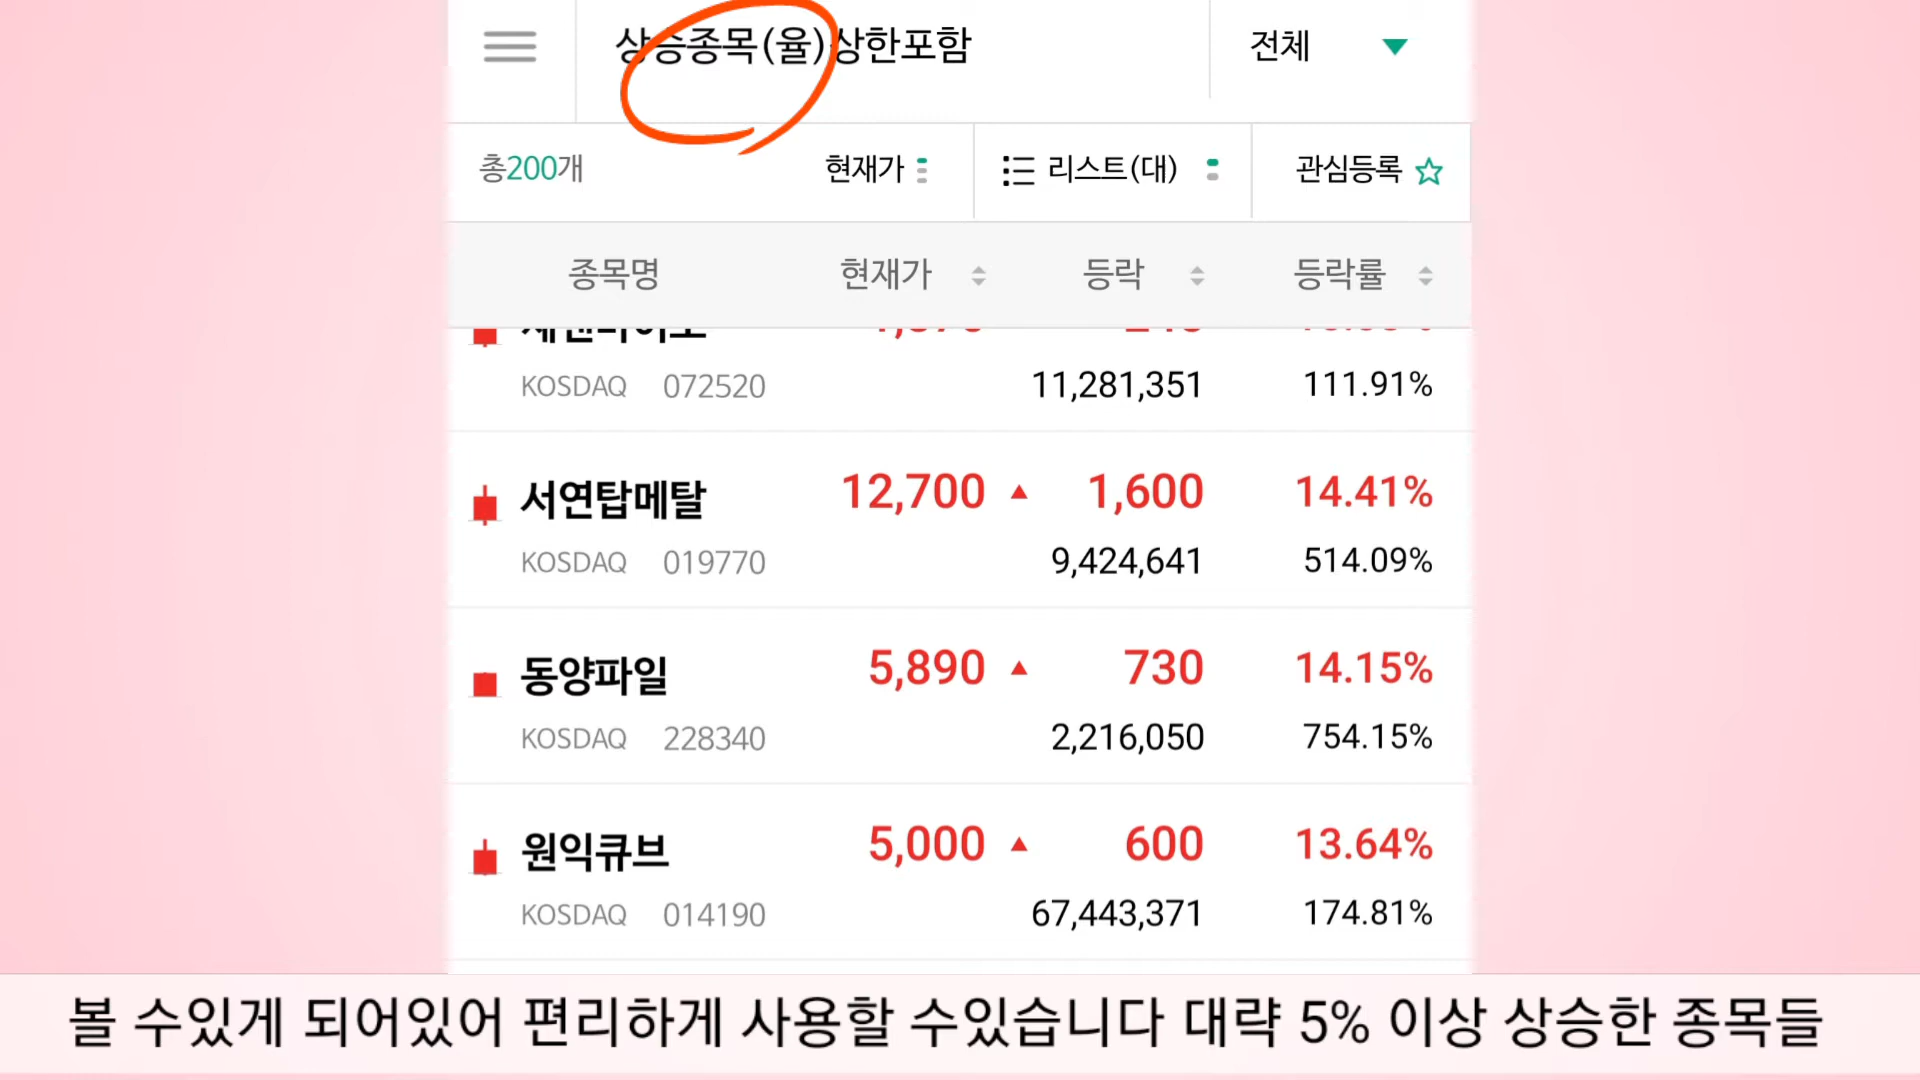 상승종목(율)상한포함 전체
총200개 현재가 리스트(대) 관심등록
종목명 현재가 등락 등락률
KOSDAQ 072520 11,281,351 111.91%
서연탑메탈 12,700 ▲ 1,600 14.41%
KOSDAQ 019770 9,424,641 514.09%
동양파일 5,890 ▲ 730 14.15%
KOSDAQ 228340 2,216,050 754.15%
원익큐브 5,000 ▲ 600 13.64%
KOSDAQ 014190 67,443,371 174.81%
볼 수있게 되어있어 편리하게 사용할 수있습니다 대략 5% 이상 상승한 종목들